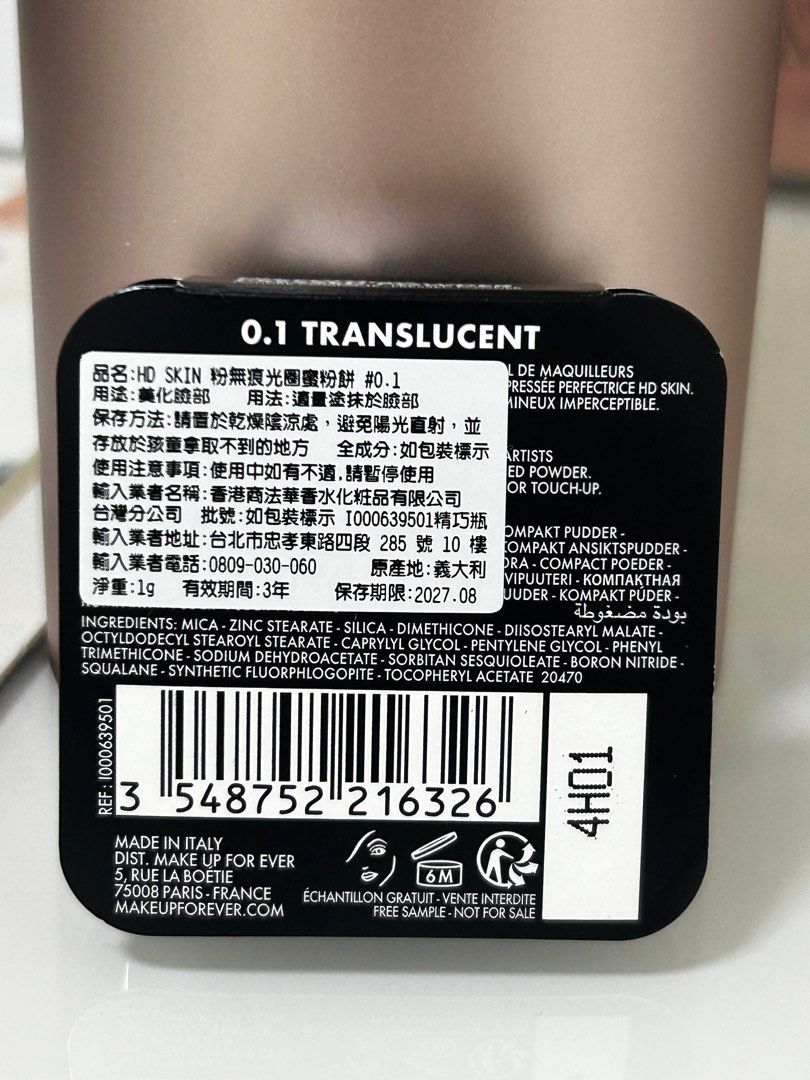 0.1 TRANSLUCENT
品名:HD SKIN 粉無痕光圈蜜粉餅 #0.1
用途:美化臉部 用法:適量塗抹於臉部
保存方法:請置於乾燥陰涼處，避免陽光直射，並
存放於孩童拿取不到的地方 全成分:如包裝標示
使用注意事項:使用中如有不適,請暫停使用
輸入業者名稱:香港商法華香水化粧品有限公司
台灣分公司 批號:如包裝標示 I000639501精巧瓶
輸入業者地址:台北市忠孝東路四段 285 號 10 樓
輸入業者電話:0809-030-060 原產地:義大利
淨重:1g 有效期間:3年 保存期限:2027.08
DE MAQUILLEURS
PRESSÉE PERFECTRICE HD SKIN.
IMPERCEPTIBLE.
ARTISTS
POWDER.
OR TOUCH-UP.
PUDDER -
ANSIKTSPUDDER -
- COMPACT POEDER -
- КОМПАКТНАЯ
- KOMPAKT PÚDER -
بودة مضغوطة
INGREDIENTS: MICA - ZINC STEARATE - SILICA - DIMETHICONE - DIISOSTEARYL MALATE -
OCTYLDODECYL STEAROYL STEARATE - CAPRYLYL GLYCOL - PENTYLENE GLYCOL - PHENYL
TRIMETHICONE - SODIUM DEHYDROACETATE - SORBITAN SESQUIOLEATE - BORON NITRIDE -
SQUALANE - SYNTHETIC FLUORPHLOGOPITE - TOCOPHERYL ACETATE 20470
REF: I000639501
3 548752 216326
4H01
MADE IN ITALY
DIST. MAKE UP FOR EVER
5, RUE LA BOÉTIE
75008 PARIS - FRANCE
MAKEUPFOREVER.COM
6M
ÉCHANTILLON GRATUIT - VENTE INTERDITE
FREE SAMPLE - NOT FOR SALE